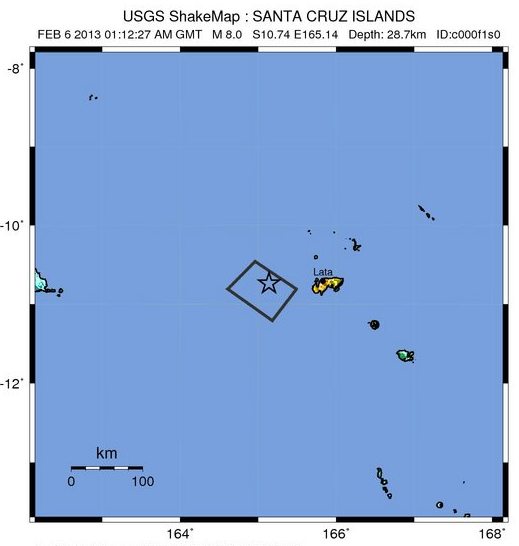 USGS ShakeMap : SANTA CRUZ ISLANDS
FEB 6 2013 01:12:27 AM GMT M 8.0 S10.74 E165.14 Depth: 28.7km ID:c000f1s0
-8°
-10°
Lata
-12°
km
0 100
164° 166° 168°